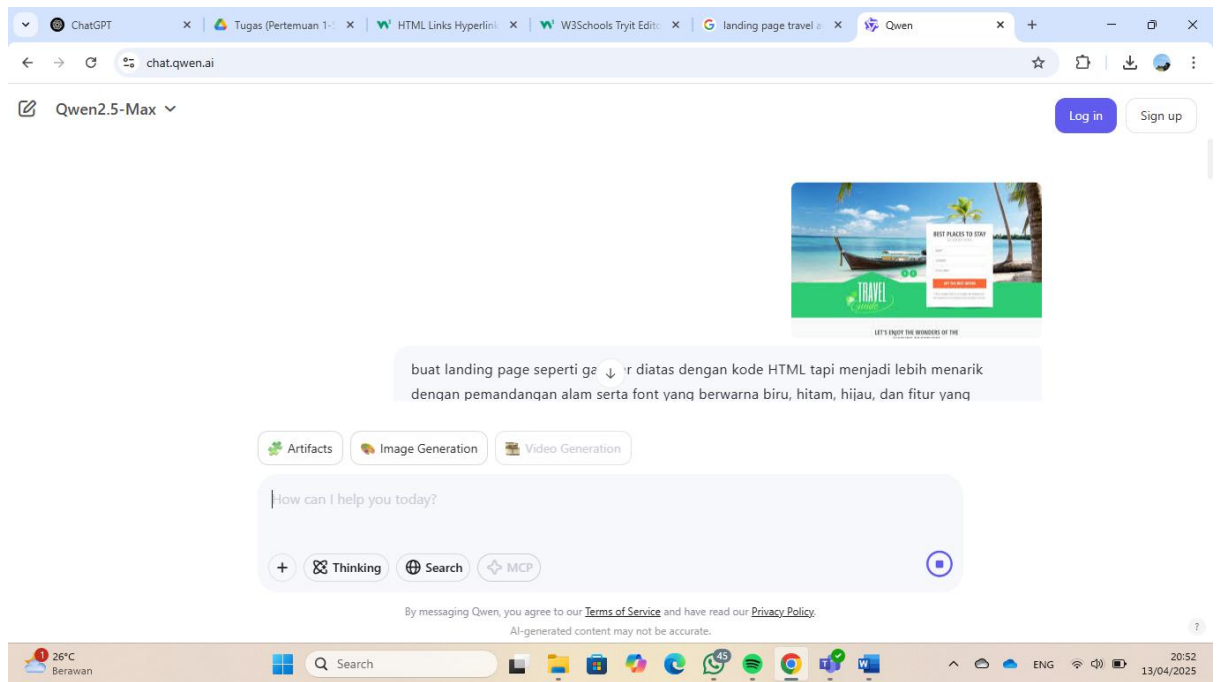 ChatGPT
Tugas (Pertemuan 1-
HTML Links Hyperlink
W3Schools Tryit Edito
landing page travel a
Qwen
chat.qwen.ai
Qwen2.5-Max
Log in
Sign up
BEST PLACES TO STAY
TRAVEL
Guide
LET'S ENJOY THE WONDERS OF THE
buat landing page seperti ga r diatas dengan kode HTML tapi menjadi lebih menarik
dengan pemandangan alam serta font yang berwarna biru, hitam, hijau, dan fitur yang
Artifacts
Image Generation
Video Generation
How can I help you today?
Thinking
Search
MCP
By messaging Qwen, you agree to our Terms of Service and have read our Privacy Policy.
AI-generated content may not be accurate.
?
1
26°C
Berawan
Search
45
ENG
20:52
13/04/2025